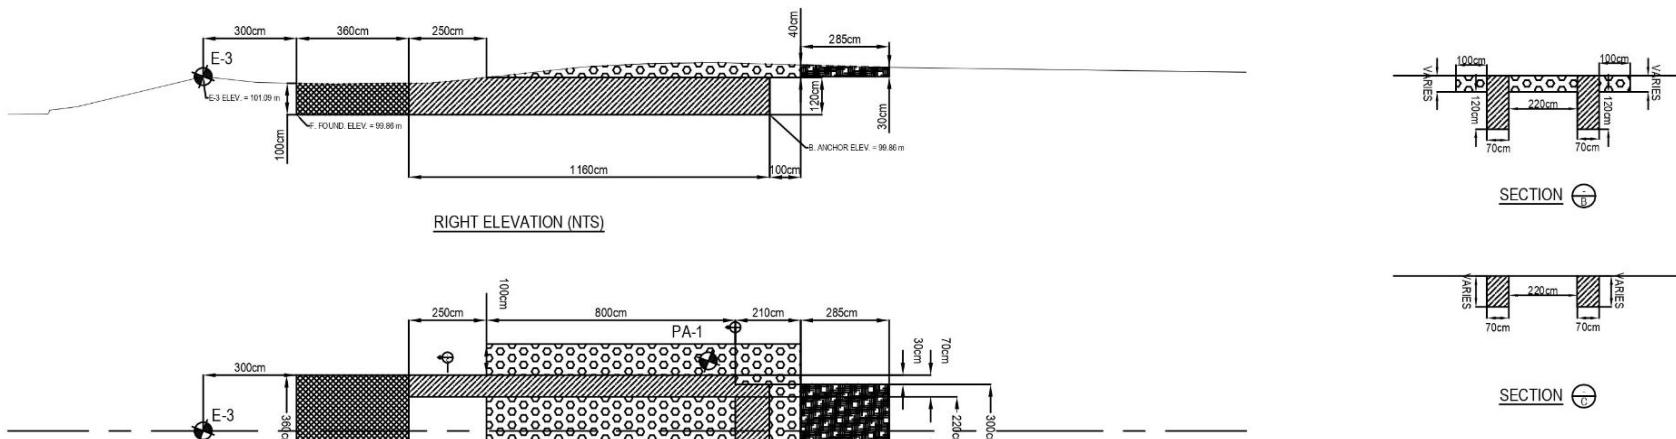 300cm
360cm
250cm
40cm
285cm
E-3
E-3 ELEV. = 101.09 m
F. FOUND. ELEV. = 99.86 m
100cm
120cm
30cm
B. ANCHOR ELEV. = 99.86 m
1160cm
100cm
RIGHT ELEVATION (NTS)
100cm
100cm
VARIES
VARIES
120cm
220cm
120cm
70cm
70cm
SECTION
-
B
VARIES
220cm
VARIES
70cm
70cm
SECTION
-
C
100cm
250cm
800cm
210cm
285cm
PA-1
30cm
70cm
300cm
E-3
220cm
300cm